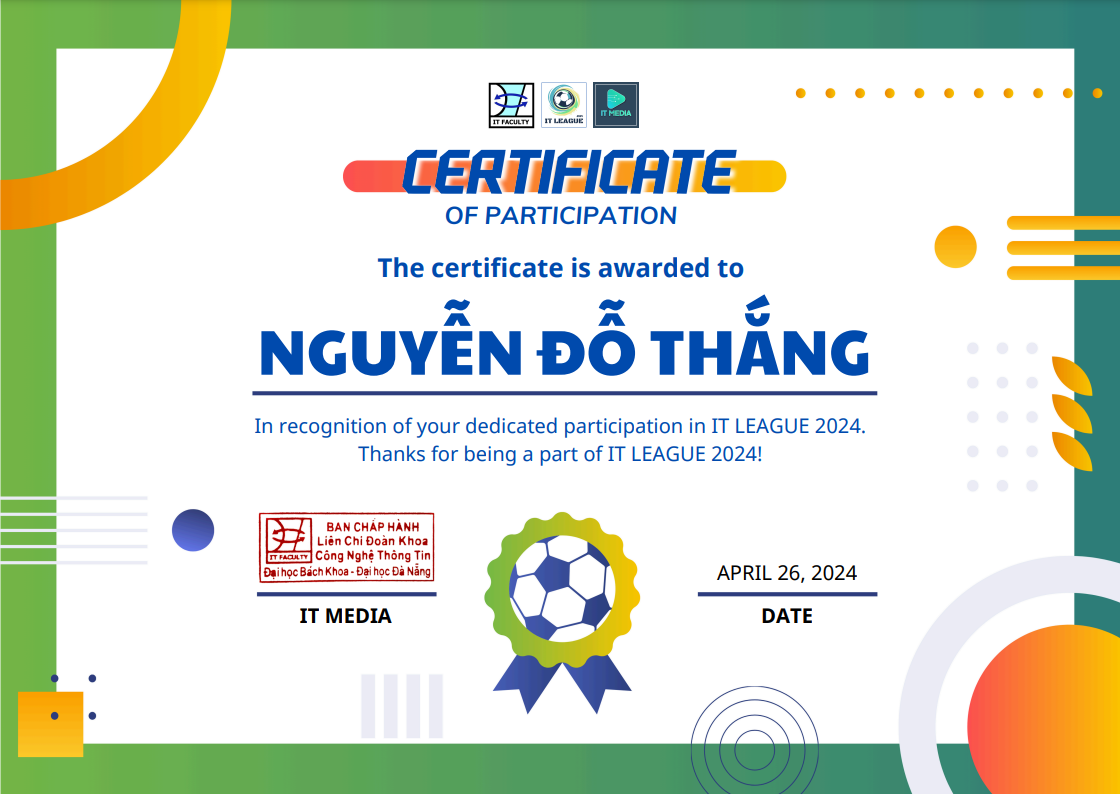 IT FACULTY
IT LEAGUE
IT MEDIA
CERTIFICATE
OF PARTICIPATION
The certificate is awarded to
NGUYỄN ĐỖ THẮNG
In recognition of your dedicated participation in IT LEAGUE 2024.
Thanks for being a part of IT LEAGUE 2024!
BAN CHẤP HÀNH
Liên Chi Đoàn Khoa
IT FACULTY
Công Nghệ Thông Tin
Đại học Bách Khoa - Đại học Đà Nẵng
APRIL 26, 2024
IT MEDIA
DATE